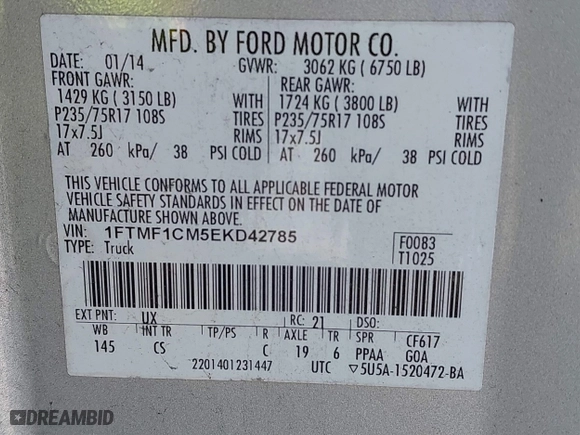 MFD. BY FORD MOTOR CO.
DATE: 01/14 GVWR: 3062 KG ( 6750 LB)
FRONT GAWR: REAR GAWR:
1429 KG ( 3150 LB) WITH 1724 KG ( 3800 LB) WITH
P235/75R17 108S TIRES P235/75R17 108S TIRES
17x7.5J RIMS 17x7.5J RIMS
AT 260 kPa/ 38 PSI COLD AT 260 kPa/ 38 PSI COLD
THIS VEHICLE CONFORMS TO ALL APPLICABLE FEDERAL MOTOR
VEHICLE SAFETY STANDARDS IN EFFECT ON THE DATE OF
MANUFACTURE SHOWN ABOVE.
VIN: 1FTMF1CM5EKD42785 F0083
TYPE: Truck T1025
EXT PNT: UX RC: 21 DSO:
WB INT TR TP/PS R AXLE TR SPR CF617
145 CS C 19 6 PPAA GOA
2201401231447 UTC ▽5U5A-1520472-BA
DREAMBID